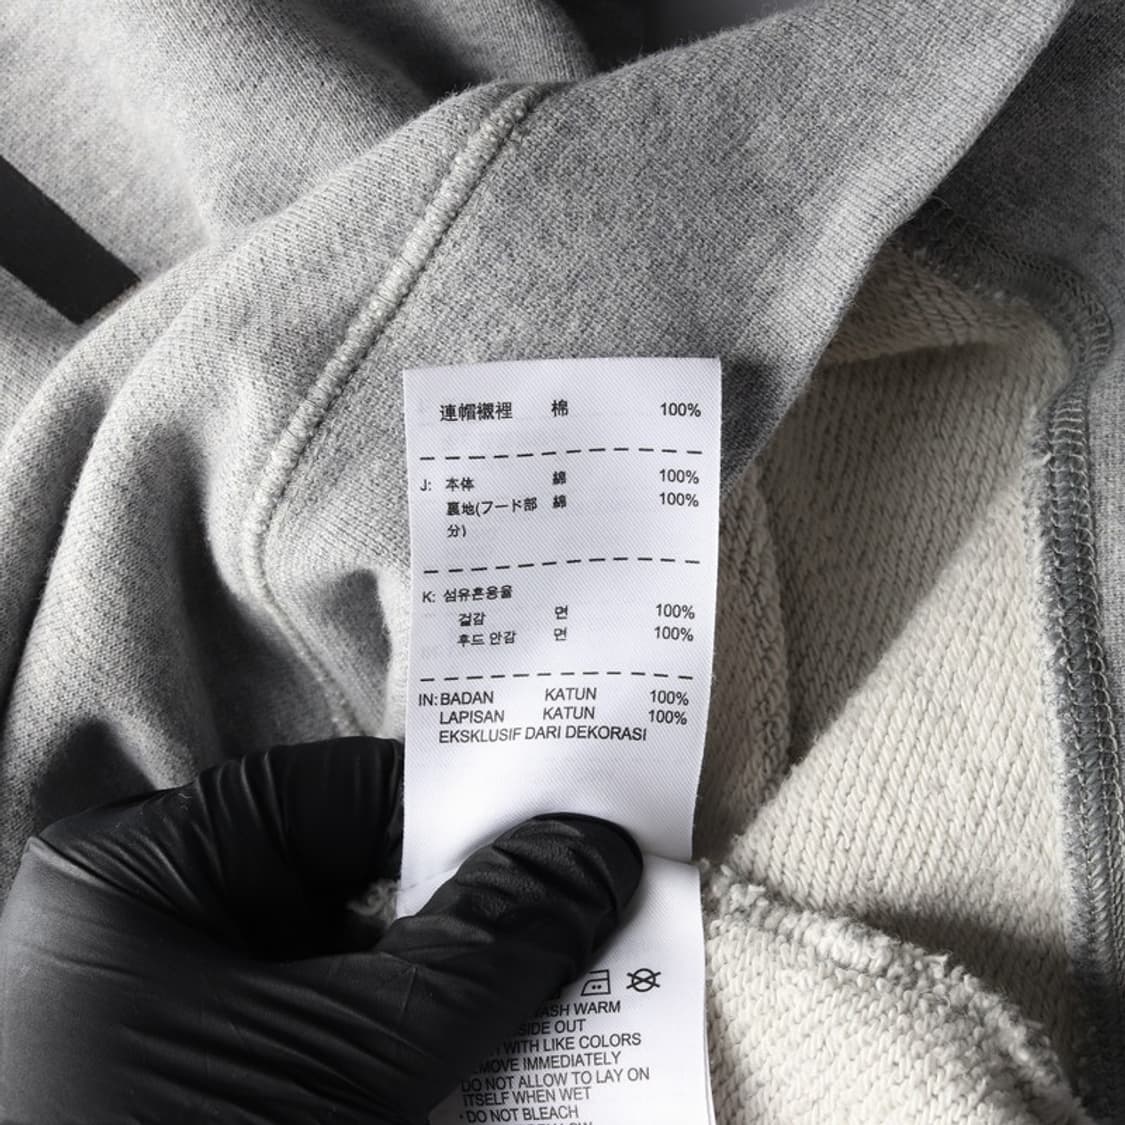 連帽襯裡 棉 100%
J: 本体 綿 100%
裏地(フード部 綿 100%
分)
K: 섬유혼용율
겉감 면 100%
후드 안감 면 100%
IN: BADAN KATUN 100%
LAPISAN KATUN 100%
EKSKLUSIF DARI DEKORASI
WARM
OUT
WITH LIKE COLORS
IMMEDIATELY
DO NOT ALLOW TO LAY ON
ITSELF WHEN WET
·DO NOT BLEACH